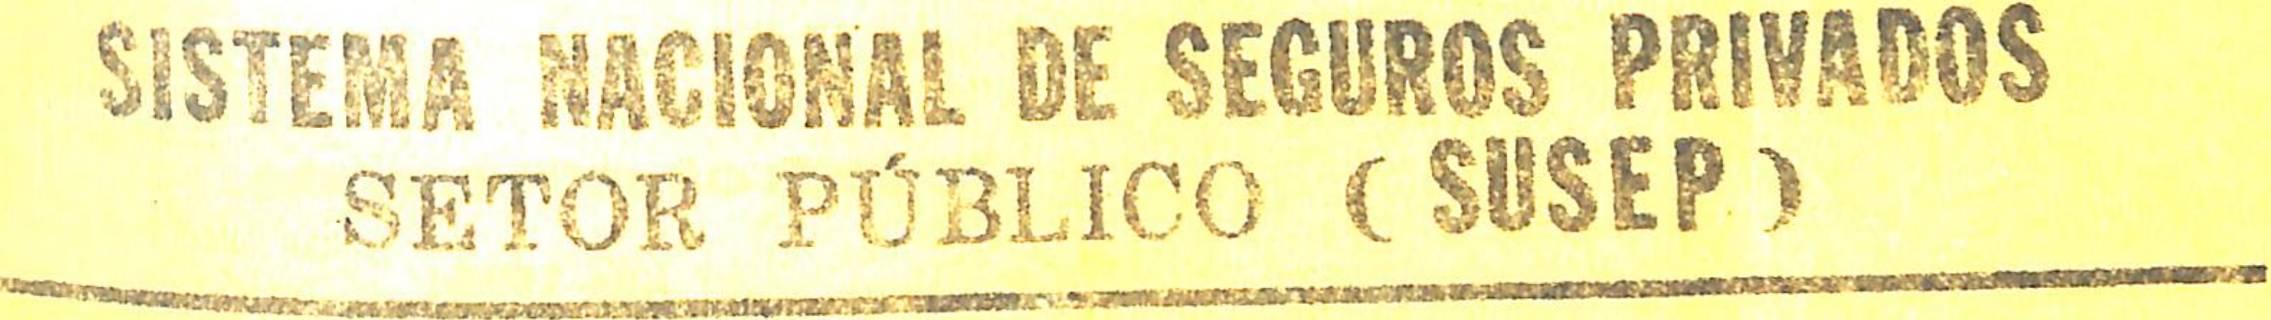 SISTEMA NACIONAL DE SEGUROS PRIVADOS
SETOR PÚBLICO (SUSEP)